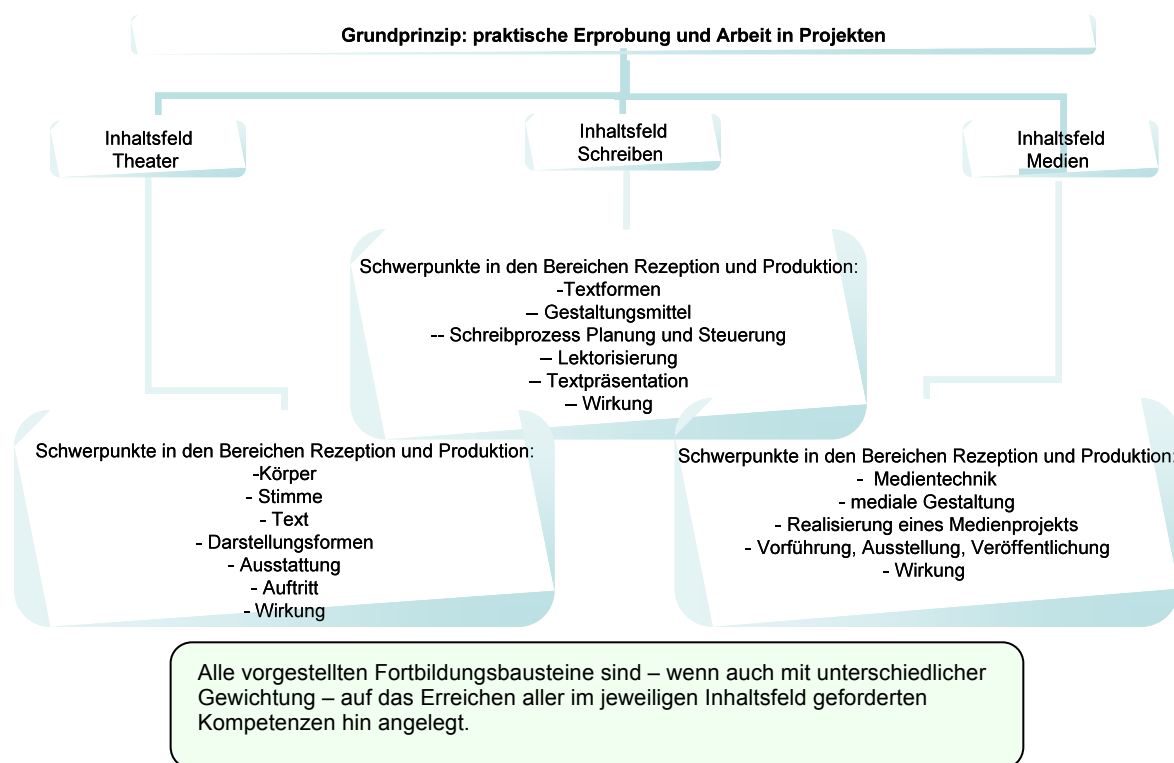 Grundprinzip: praktische Erprobung und Arbeit in Projekten
Inhaltsfeld
Theater
Inhaltsfeld
Schreiben
Inhaltsfeld
Medien
Schwerpunkte in den Bereichen Rezeption und Produktion:
-Textformen
– Gestaltungsmittel
-- Schreibprozess Planung und Steuerung
– Lektorisierung
– Textpräsentation
– Wirkung
Schwerpunkte in den Bereichen Rezeption und Produktion:
-Körper
- Stimme
- Text
- Darstellungsformen
- Ausstattung
- Auftritt
- Wirkung
Schwerpunkte in den Bereichen Rezeption und Produktion:
- Medientechnik
- mediale Gestaltung
- Realisierung eines Medienprojekts
- Vorführung, Ausstellung, Veröffentlichung
- Wirkung
Alle vorgestellten Fortbildungsbausteine sind – wenn auch mit unterschiedlicher
Gewichtung – auf das Erreichen aller im jeweiligen Inhaltsfeld geforderten
Kompetenzen hin angelegt.